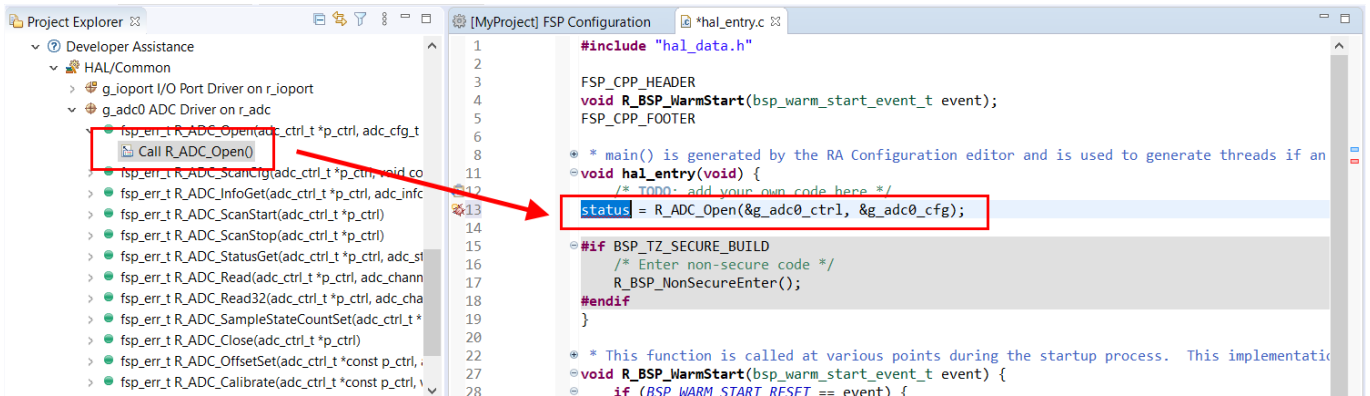 Project Explorer
Developer Assistance
HAL/Common
g_ioport I/O Port Driver on r_ioport
g_adc0 ADC Driver on r_adc
fsp_err_t R_ADC_Open(adc_ctrl_t *p_ctrl, adc_cfg_t
Call R_ADC_Open()
fsp_err_t R_ADC_ScanCfg(adc_ctrl_t *p_ctrl, void co
fsp_err_t R_ADC_InfoGet(adc_ctrl_t *p_ctrl, adc_info
fsp_err_t R_ADC_ScanStart(adc_ctrl_t *p_ctrl)
fsp_err_t R_ADC_ScanStop(adc_ctrl_t *p_ctrl)
fsp_err_t R_ADC_StatusGet(adc_ctrl_t *p_ctrl, adc_st
fsp_err_t R_ADC_Read(adc_ctrl_t *p_ctrl, adc_chann
fsp_err_t R_ADC_Read32(adc_ctrl_t *p_ctrl, adc_cha
fsp_err_t R_ADC_SampleStateCountSet(adc_ctrl_t *
fsp_err_t R_ADC_Close(adc_ctrl_t *p_ctrl)
fsp_err_t R_ADC_OffsetSet(adc_ctrl_t *const p_ctrl, a
fsp_err_t R_ADC_Calibrate(adc_ctrl_t *const p_ctrl, v
[MyProject] FSP Configuration
*hal_entry.c
1 #include "hal_data.h"
2
3 FSP_CPP_HEADER
4 void R_BSP_WarmStart(bsp_warm_start_event_t event);
5 FSP_CPP_FOOTER
6
8 * main() is generated by the RA Configuration editor and is used to generate threads if an
11 void hal_entry(void) {
12 /* TODO: add your own code here */
13 status = R_ADC_Open(&g_adc0_ctrl, &g_adc0_cfg);
14
15 #if BSP_TZ_SECURE_BUILD
16 /* Enter non-secure code */
17 R_BSP_NonSecureEnter();
18 #endif
19 }
20
22 * This function is called at various points during the startup process. This implementatio
27 void R_BSP_WarmStart(bsp_warm_start_event_t event) {
28 if (BSP_WARM_START_RESET == event) {